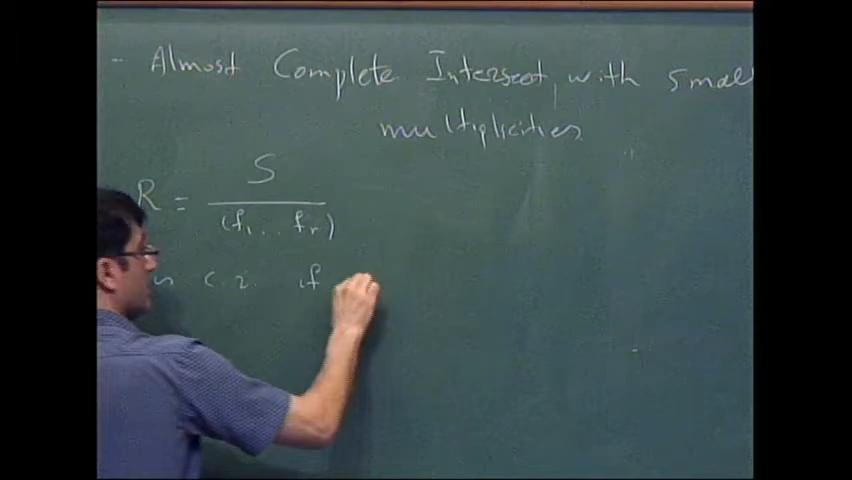 - Almost Complete Intersect, with small
multiplicities
R = S / (f₁ .. fᵣ)
c.i. if